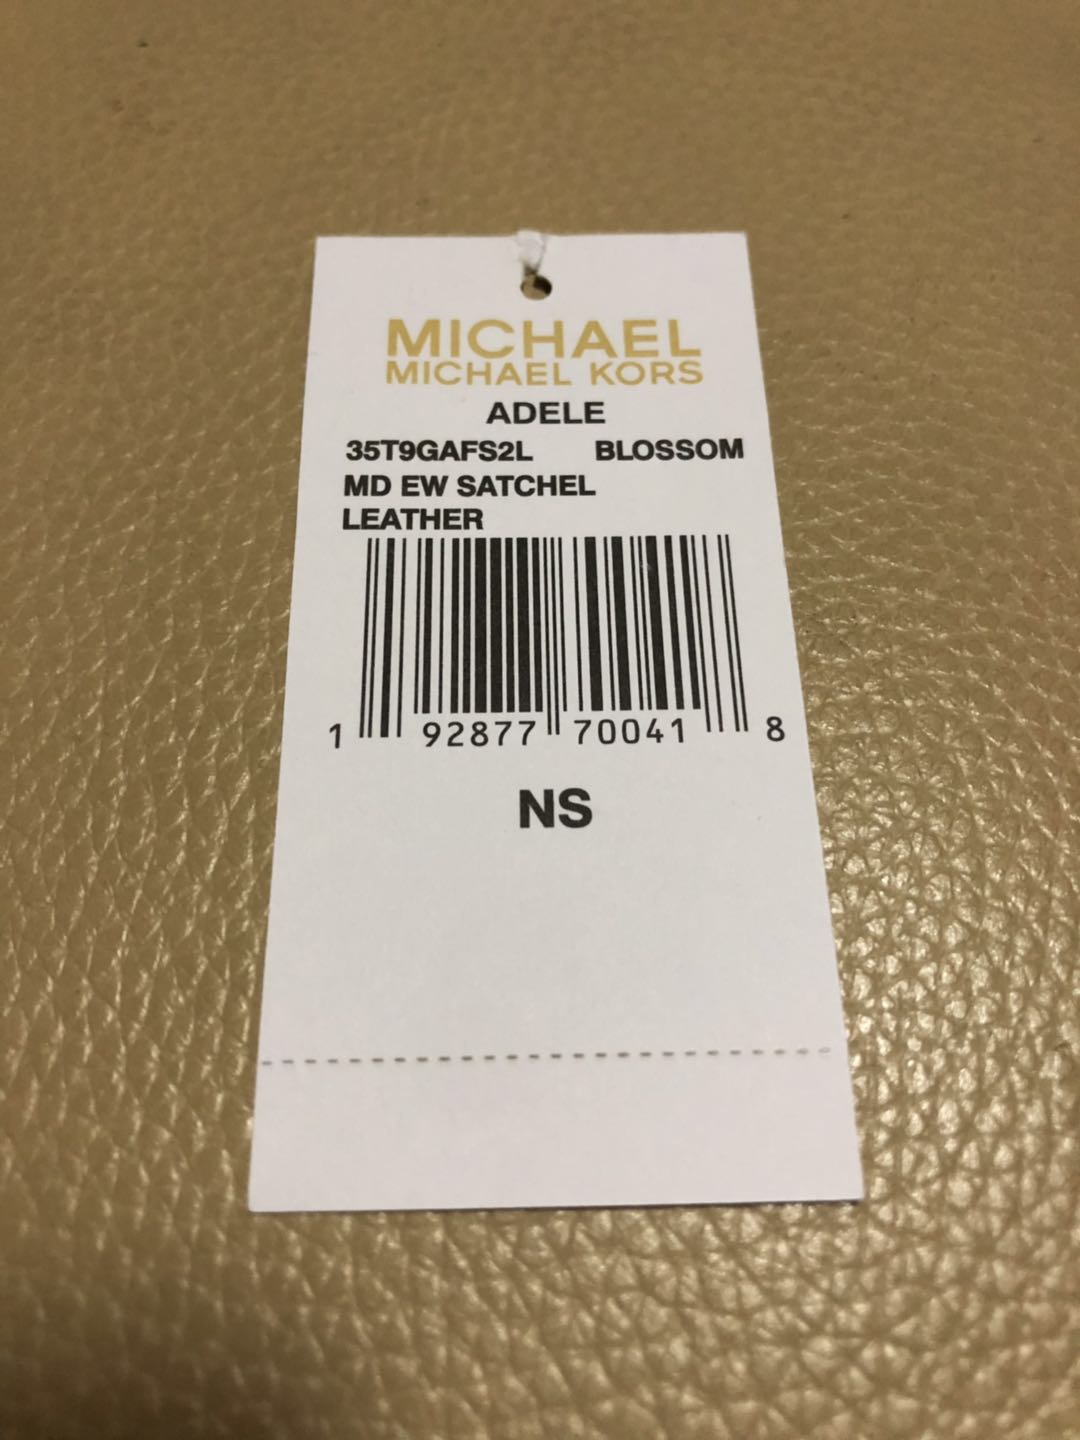 MICHAEL
MICHAEL KORS
ADELE
35T9GAFS2L BLOSSOM
MD EW SATCHEL
LEATHER
1 92877 70041 8
NS